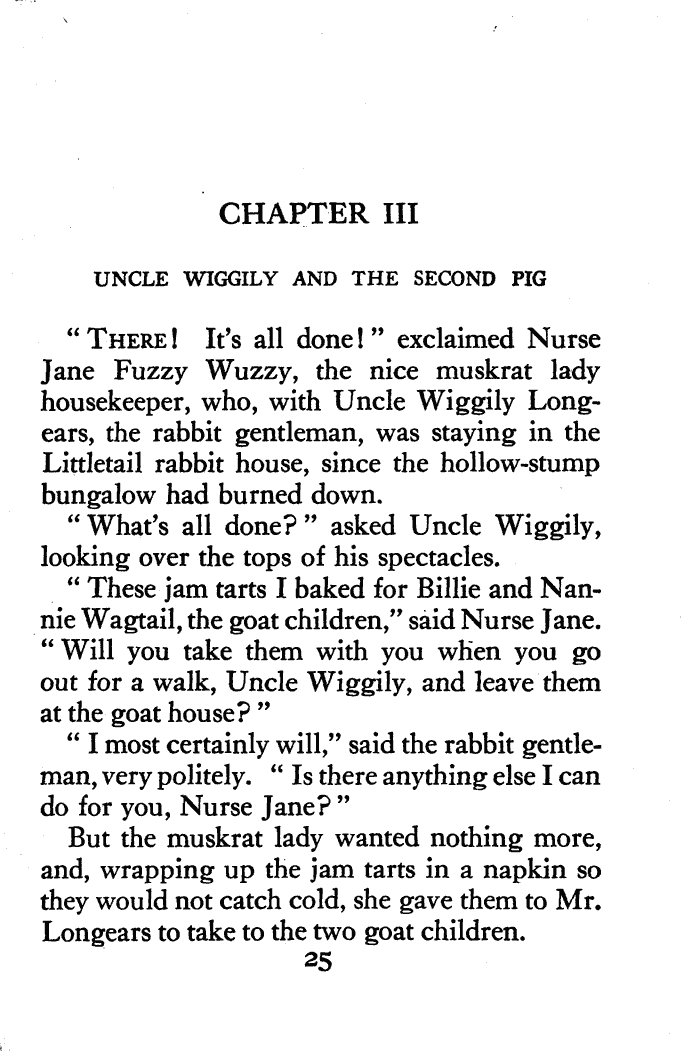 CHAPTER III
UNCLE WIGGILY AND THE SECOND PIG
“ THERE! It’s all done! ” exclaimed Nurse
Jane Fuzzy Wuzzy, the nice muskrat lady
housekeeper, who, with Uncle Wiggily Long-
ears, the rabbit gentleman, was staying in the
Littletail rabbit house, since the hollow-stump
bungalow had burned down.
“ What’s all done? ” asked Uncle Wiggily,
looking over the tops of his spectacles.
“ These jam tarts I baked for Billie and Nan-
nie Wagtail, the goat children,” said Nurse Jane.
“ Will you take them with you when you go
out for a walk, Uncle Wiggily, and leave them
at the goat house? ”
“ I most certainly will,” said the rabbit gentle-
man, very politely. “ Is there anything else I can
do for you, Nurse Jane? ”
But the muskrat lady wanted nothing more,
and, wrapping up the jam tarts in a napkin so
they would not catch cold, she gave them to Mr.
Longears to take to the two goat children.
25